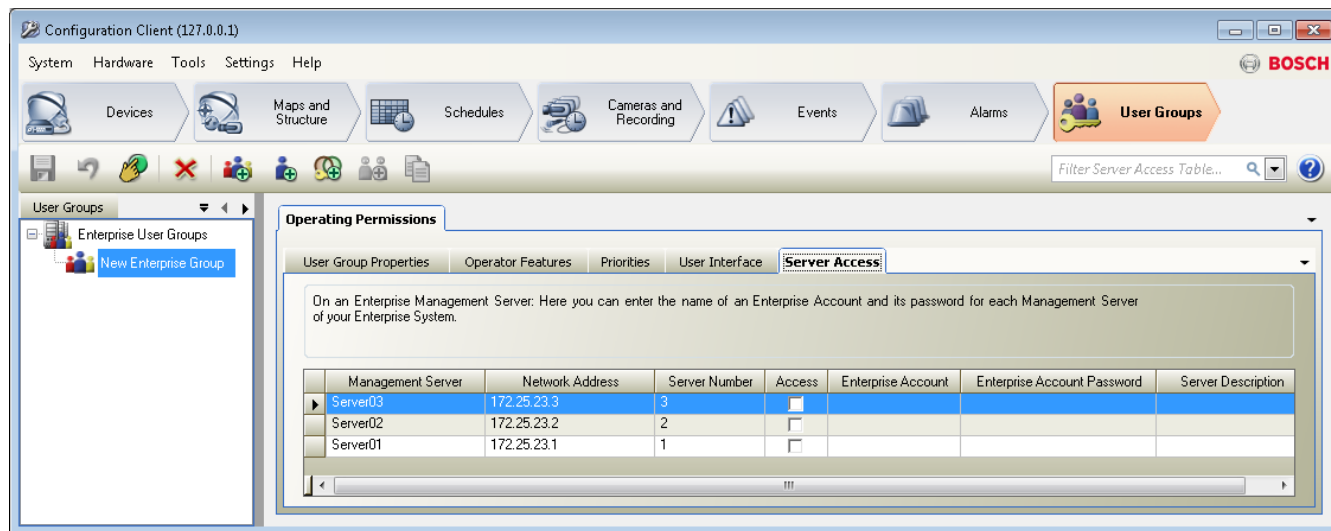 Configuration Client (127.0.0.1)
System Hardware Tools Settings Help
BOSCH
Devices
Maps and
Structure
Schedules
Cameras and
Recording
Events
Alarms
User Groups
Filter Server Access Table...
User Groups
Enterprise User Groups
New Enterprise Group
Operating Permissions
User Group Properties Operator Features Priorities User Interface Server Access
On an Enterprise Management Server: Here you can enter the name of an Enterprise Account and its password for each Management Server
of your Enterprise System.
Management Server Network Address Server Number Access Enterprise Account Enterprise Account Password Server Description
Server03 172.25.23.3 3
Server02 172.25.23.2 2
Server01 172.25.23.1 1